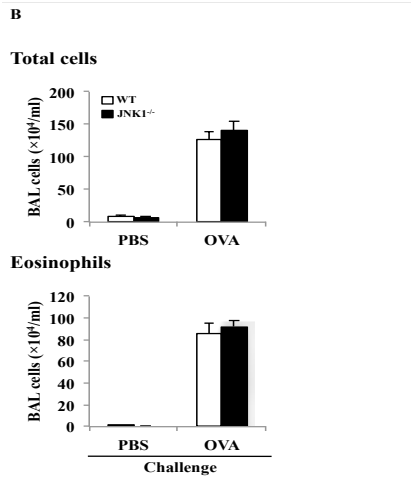 B
Total cells
BAL cells (×10⁴/ml)
200
150
100
50
0
WT
JNK1⁻/⁻
PBS OVA
Eosinophils
BAL cells (×10⁴/ml)
120
100
80
60
40
20
0
PBS OVA
Challenge